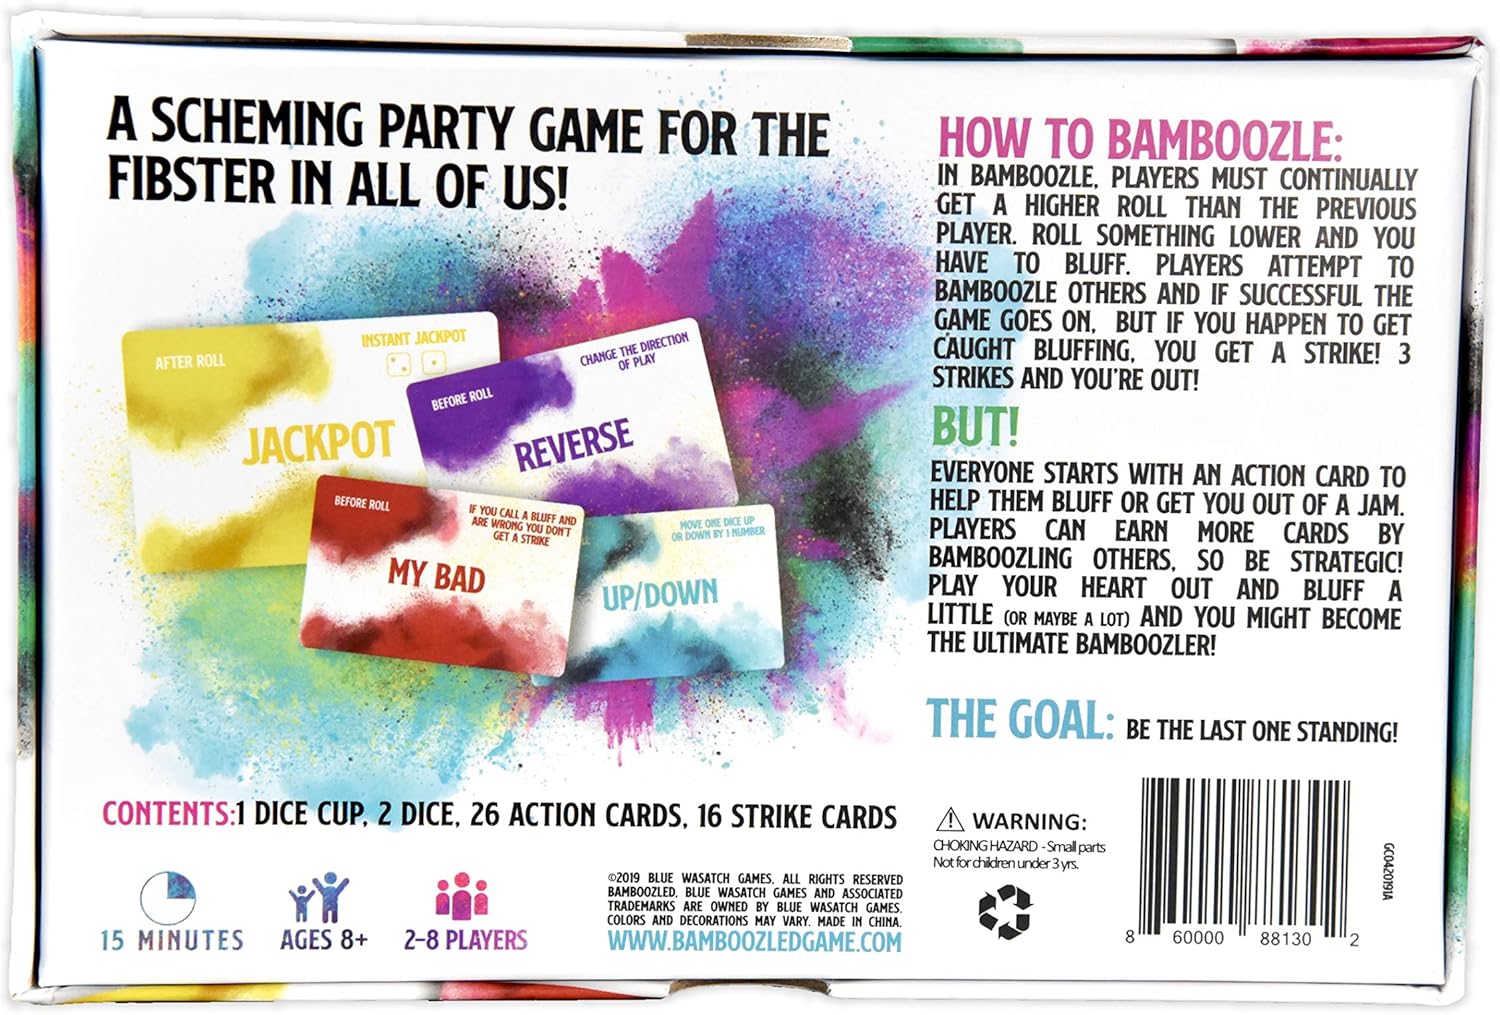 A SCHEMING PARTY GAME FOR THE
FIBSTER IN ALL OF US!
AFTER ROLL
INSTANT JACKPOT
JACKPOT
BEFORE ROLL
CHANGE THE DIRECTION
OF PLAY
REVERSE
BEFORE ROLL
IF YOU CALL A BLUFF AND
ARE WRONG YOU DON'T
GET A STRIKE
MY BAD
MOVE ONE DICE UP
OR DOWN BY 1 NUMBER
UP/DOWN
CONTENTS:1 DICE CUP, 2 DICE, 26 ACTION CARDS, 16 STRIKE CARDS
15 MINUTES
AGES 8+
2-8 PLAYERS
©2019 BLUE WASATCH GAMES, ALL RIGHTS RESERVED
BAMBOOZLED, BLUE WASATCH GAMES AND ASSOCIATED
TRADEMARKS ARE OWNED BY BLUE WASATCH GAMES.
COLORS AND DECORATIONS MAY VARY. MADE IN CHINA.
WWW.BAMBOOZLEDGAME.COM
HOW TO BAMBOOZLE:
IN BAMBOOZLE, PLAYERS MUST CONTINUALLY
GET A HIGHER ROLL THAN THE PREVIOUS
PLAYER. ROLL SOMETHING LOWER AND YOU
HAVE TO BLUFF. PLAYERS ATTEMPT TO
BAMBOOZLE OTHERS AND IF SUCCESSFUL THE
GAME GOES ON, BUT IF YOU HAPPEN TO GET
CAUGHT BLUFFING, YOU GET A STRIKE! 3
STRIKES AND YOU'RE OUT!
BUT!
EVERYONE STARTS WITH AN ACTION CARD TO
HELP THEM BLUFF OR GET YOU OUT OF A JAM.
PLAYERS CAN EARN MORE CARDS BY
BAMBOOZLING OTHERS, SO BE STRATEGIC!
PLAY YOUR HEART OUT AND BLUFF A
LITTLE (OR MAYBE A LOT) AND YOU MIGHT BECOME
THE ULTIMATE BAMBOOZLER!
THE GOAL: BE THE LAST ONE STANDING!
WARNING:
CHOKING HAZARD - Small parts
Not for children under 3 yrs.
8 60000 88130 2
GC0420191A